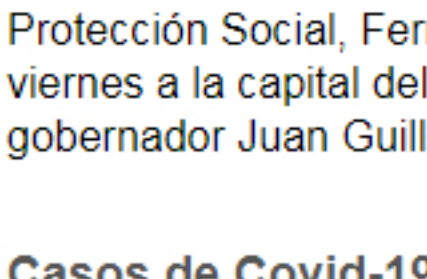 Protección Social, Fer
viernes a la capital del
gobernador Juan Guill
Casos de Covid-19